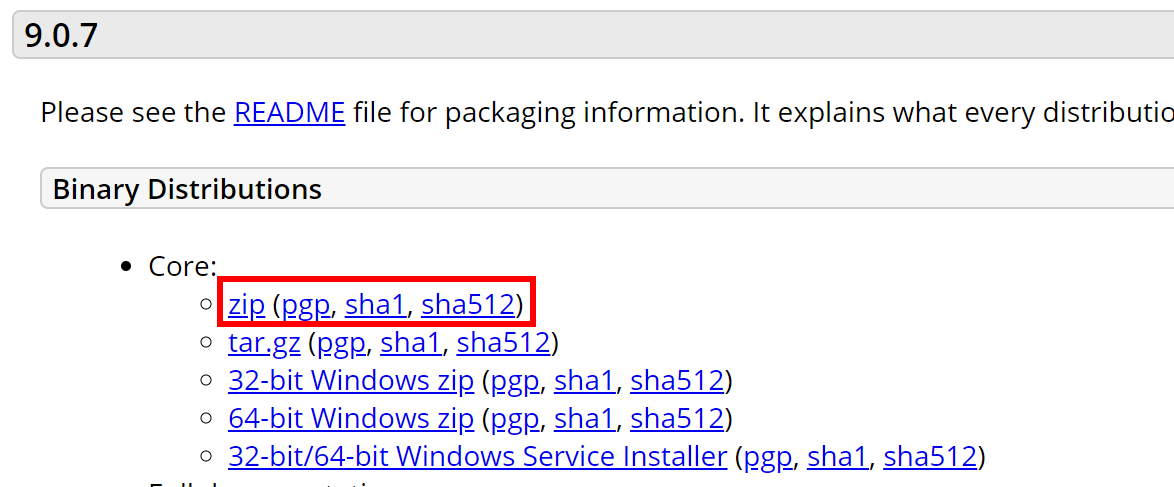 9.0.7
Please see the README file for packaging information. It explains what every
Binary Distributions
Core:
zip (pgp, sha1, sha512)
tar.gz (pgp, sha1, sha512)
32-bit Windows zip (pgp, sha1, sha512)
64-bit Windows zip (pgp, sha1, sha512)
32-bit/64-bit Windows Service Installer (pgp, sha1, sha512)